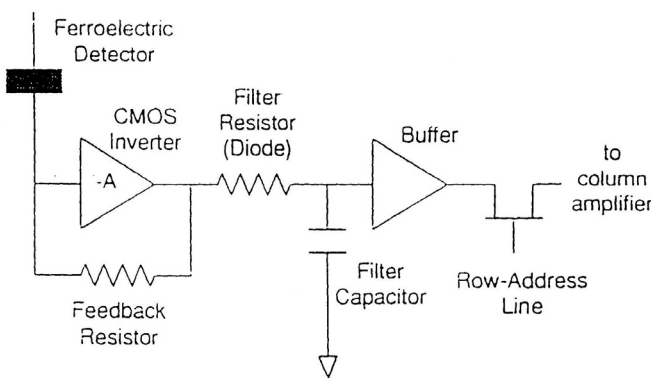 Ferroelectric
Detector
CMOS
Inverter
-A
Filter
Resistor
(Diode)
Buffer
to
column
amplifier
Feedback
Resistor
Filter
Capacitor
Row-Address
Line